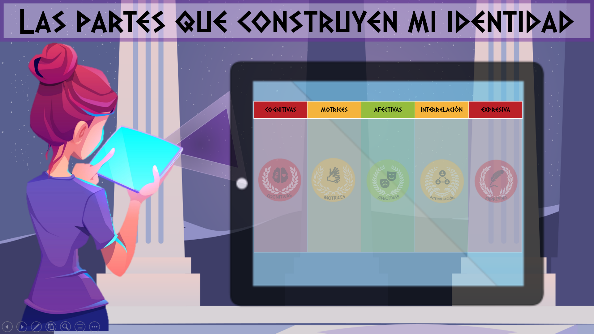 Las partes que construyen mi identidad
COGNITIVAS
MOTRICES
AFECTIVAS
INTERRELACIÓN
EXPRESIVA